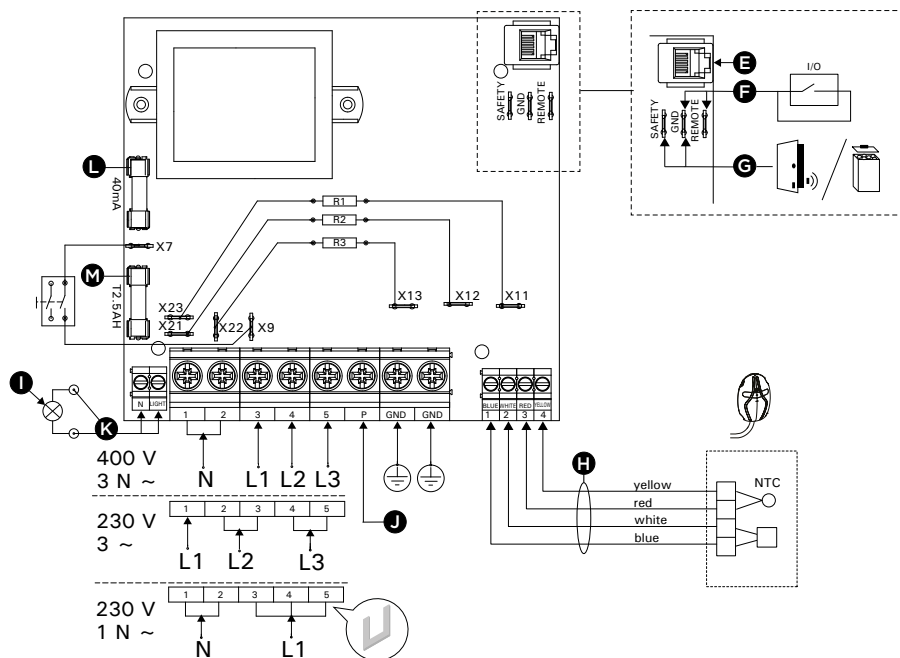 SAFETY
GND
REMOTE
SAFETY
GND
REMOTE
E
F
G
I/O
L
40mA
X7
M
T2.5AH
R1
R2
R3
X23
X21
X22
X9
X13
X12
X11
I
K
N LIGHT
1 2 3 4 5 P GND GND
BLUE WHITE RED YELLOW
1 2 3 4
400 V
3 N ~
N L1 L2 L3
J
H
yellow
red
white
blue
NTC
230 V
3 ~
1 2 3 4 5
L1 L2 L3
230 V
1 N ~
1 2 3 4 5
N L1